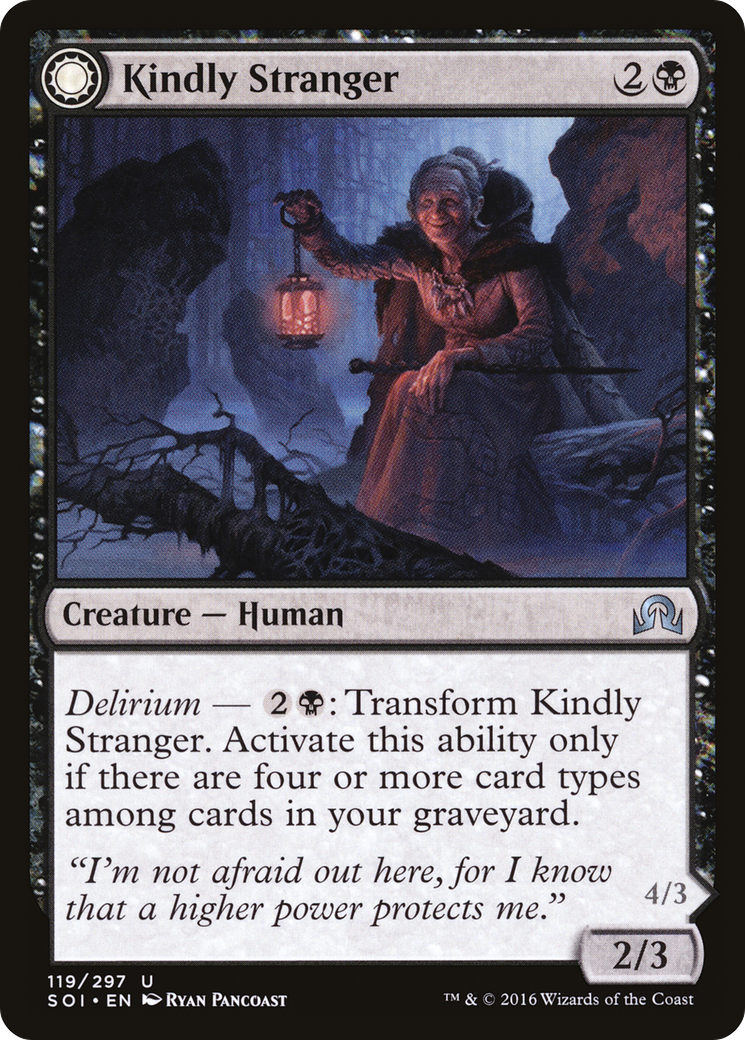 Kindly Stranger 2
Creature — Human
Delirium — 2: Transform Kindly
Stranger. Activate this ability only
if there are four or more card types
among cards in your graveyard.
“I’m not afraid out here, for I know
that a higher power protects me.”
4/3
2/3
119/297 U
SOI • EN Ryan Pancoast
™ & © 2016 Wizards of the Coast